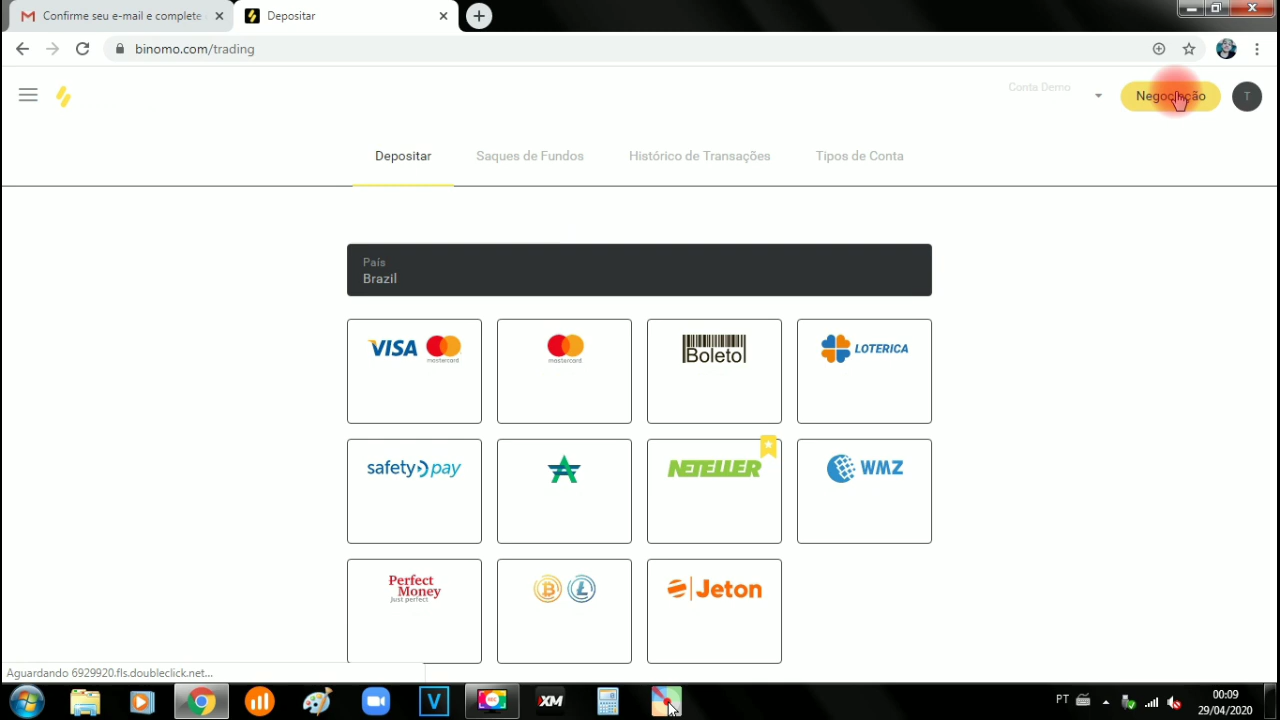 Confirme seu e-mail e complete
Depositar
binomo.com/trading
Conta Demo
Negociação
T
Depositar
Saques de Fundos
Histórico de Transações
Tipos de Conta
País
Brazil
VISA
mastercard
mastercard
Boleto
LOTERICA
safetypay
NETELLER
WMZ
Perfect
Money
Just perfect
Jeton
Aguardando 6929920.fls.doubleclick.net...
V
XM
PT
00:09
29/04/2020